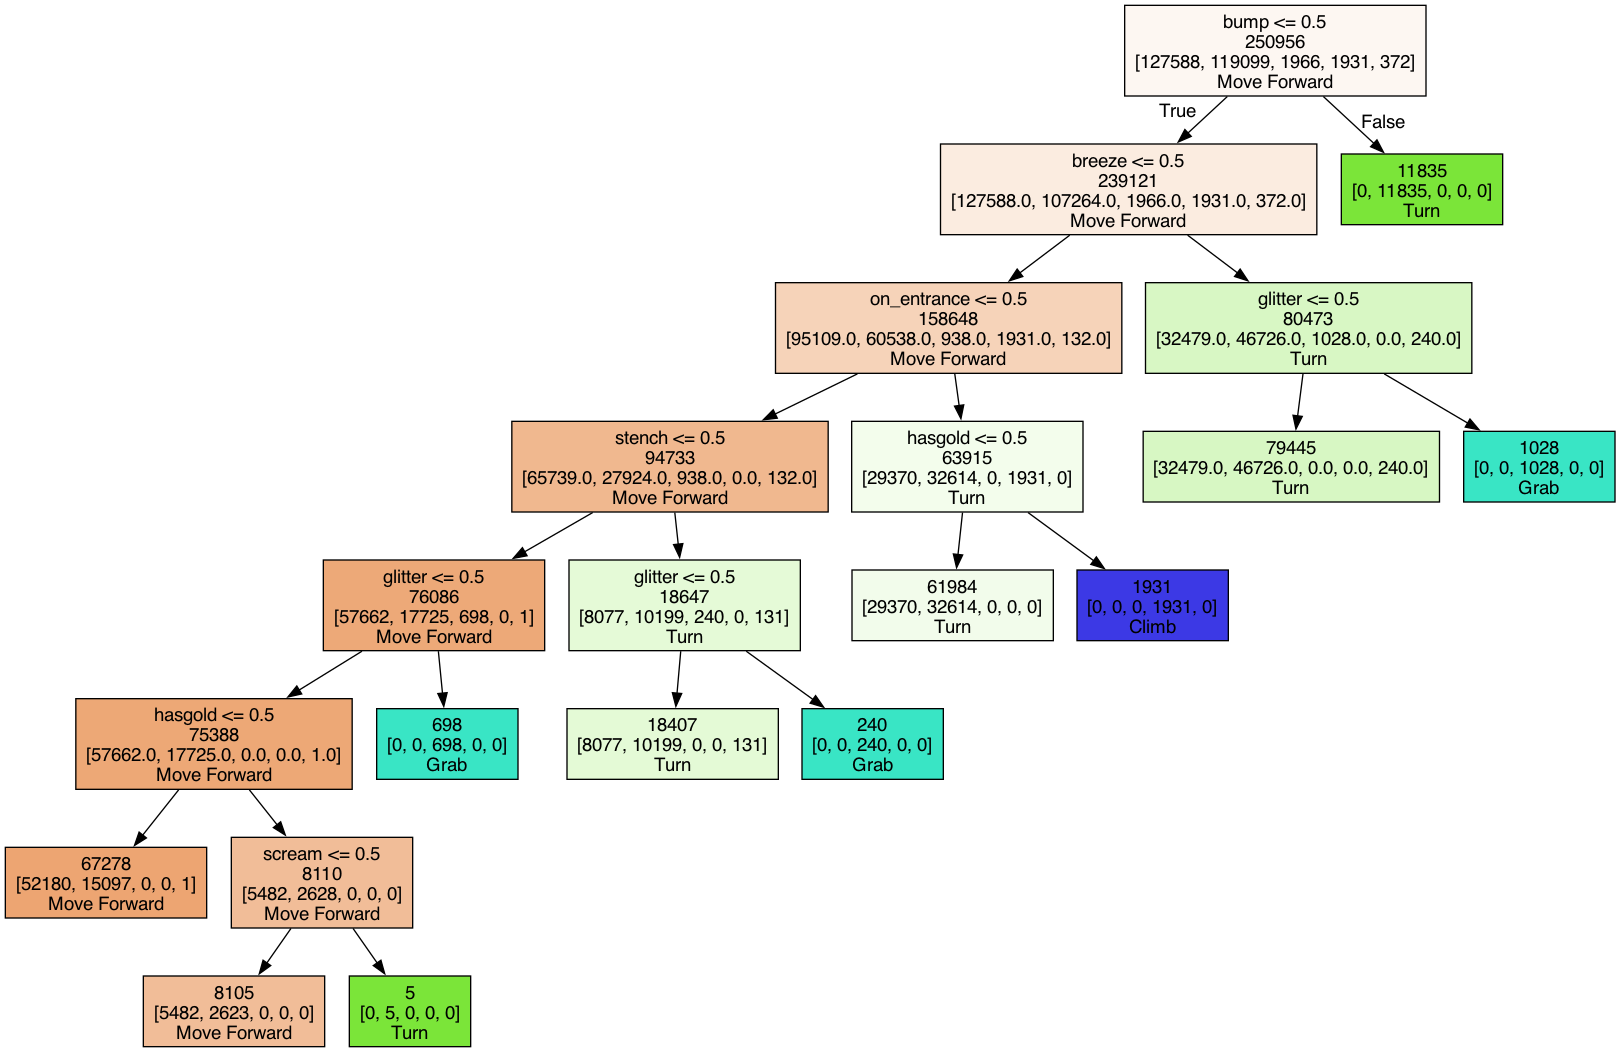 bump <= 0.5
250956
[127588, 119099, 1966, 1931, 372]
Move Forward
True
False
breeze <= 0.5
239121
[127588.0, 107264.0, 1966.0, 1931.0, 372.0]
Move Forward
11835
[0, 11835, 0, 0, 0]
Turn
on_entrance <= 0.5
158648
[95109.0, 60538.0, 938.0, 1931.0, 132.0]
Move Forward
glitter <= 0.5
80473
[32479.0, 46726.0, 1028.0, 0.0, 240.0]
Turn
stench <= 0.5
94733
[65739.0, 27924.0, 938.0, 0.0, 132.0]
Move Forward
hasgold <= 0.5
63915
[29370, 32614, 0, 1931, 0]
Turn
79445
[32479.0, 46726.0, 0.0, 0.0, 240.0]
Turn
1028
[0, 0, 1028, 0, 0]
Grab
glitter <= 0.5
76086
[57662, 17725, 698, 0, 1]
Move Forward
glitter <= 0.5
18647
[8077, 10199, 240, 0, 131]
Turn
61984
[29370, 32614, 0, 0, 0]
Turn
1931
[0, 0, 0, 1931, 0]
Climb
hasgold <= 0.5
75388
[57662.0, 17725.0, 0.0, 0.0, 1.0]
Move Forward
698
[0, 0, 698, 0, 0]
Grab
18407
[8077, 10199, 0, 0, 131]
Turn
240
[0, 0, 240, 0, 0]
Grab
67278
[52180, 15097, 0, 0, 1]
Move Forward
scream <= 0.5
8110
[5482, 2628, 0, 0, 0]
Move Forward
8105
[5482, 2623, 0, 0, 0]
Move Forward
5
[0, 5, 0, 0, 0]
Turn